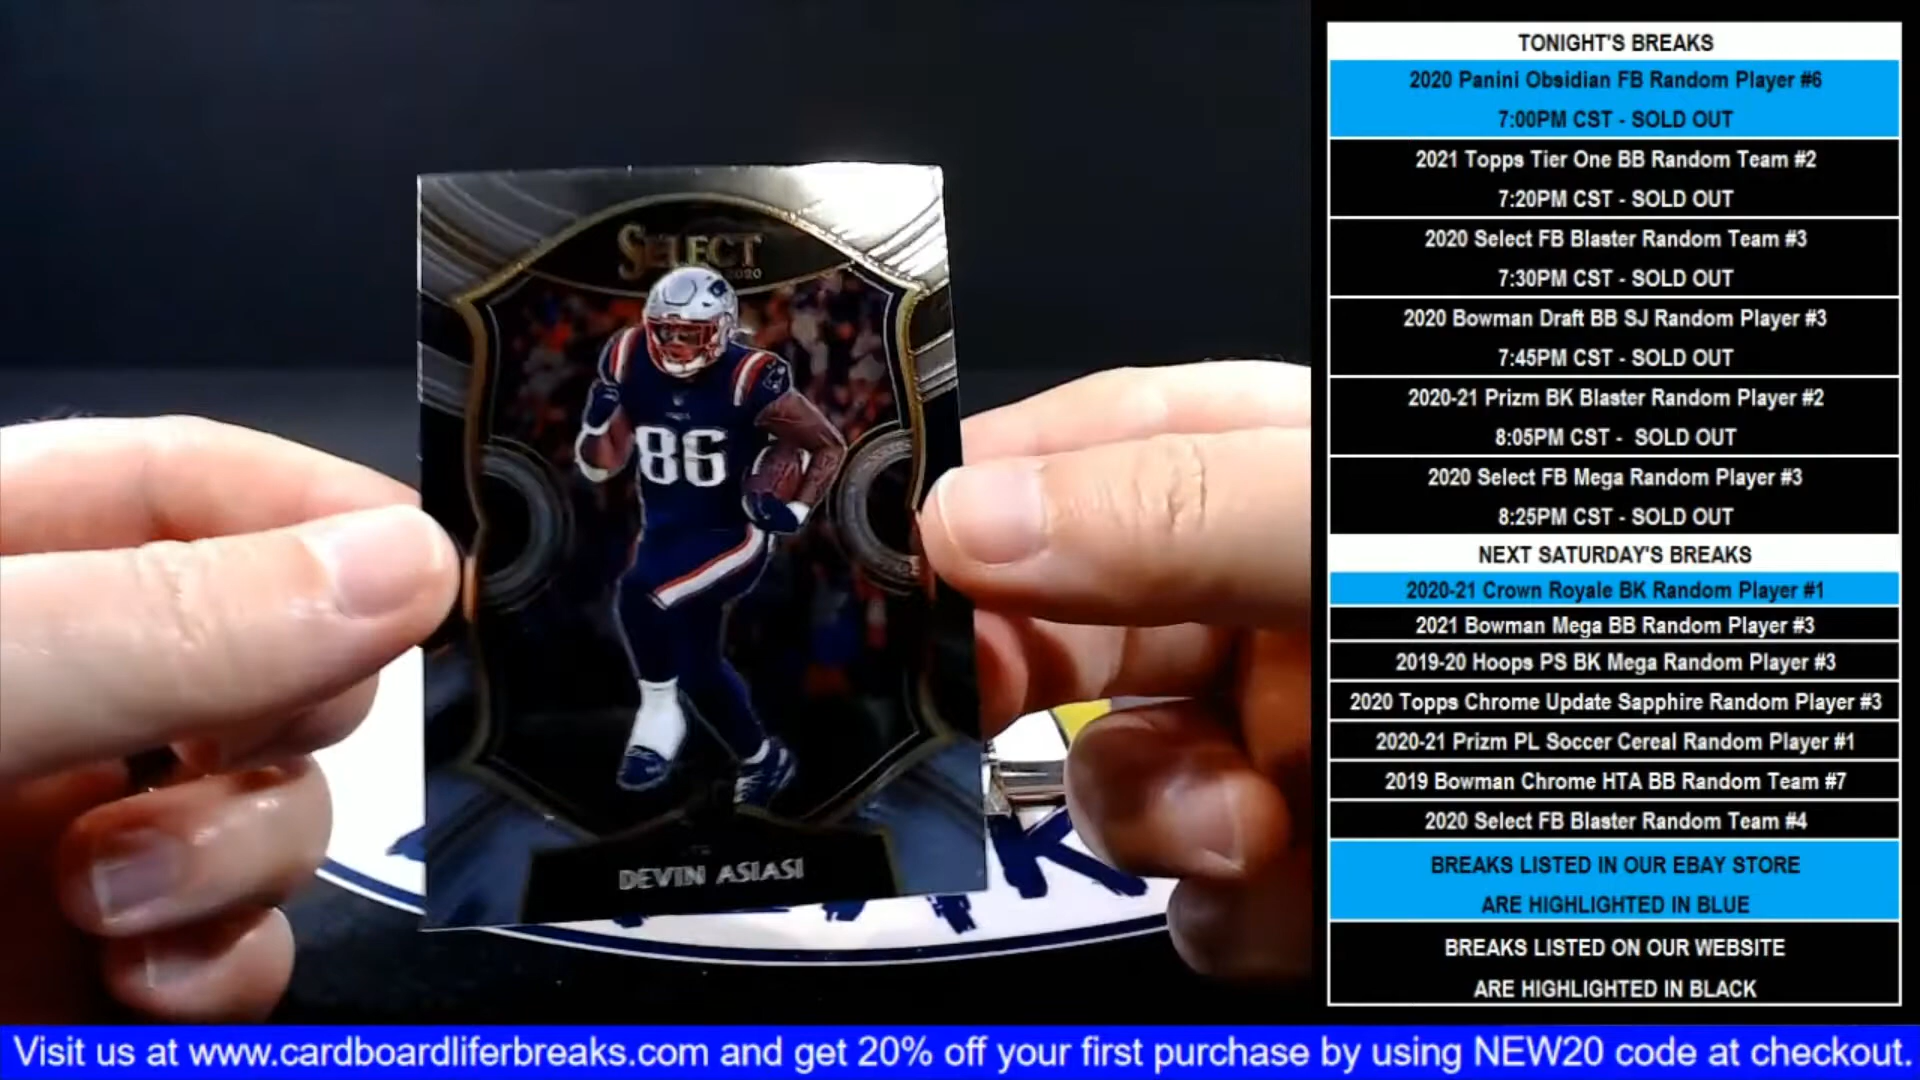 SELECT
2020
86
DEVIN ASIASI
TONIGHT'S BREAKS
2020 Panini Obsidian FB Random Player #6
7:00PM CST - SOLD OUT
2021 Topps Tier One BB Random Team #2
7:20PM CST - SOLD OUT
2020 Select FB Blaster Random Team #3
7:30PM CST - SOLD OUT
2020 Bowman Draft BB SJ Random Player #3
7:45PM CST - SOLD OUT
2020-21 Prizm BK Blaster Random Player #2
8:05PM CST - SOLD OUT
2020 Select FB Mega Random Player #3
8:25PM CST - SOLD OUT
NEXT SATURDAY'S BREAKS
2020-21 Crown Royale BK Random Player #1
2021 Bowman Mega BB Random Player #3
2019-20 Hoops PS BK Mega Random Player #3
2020 Topps Chrome Update Sapphire Random Player #3
2020-21 Prizm PL Soccer Cereal Random Player #1
2019 Bowman Chrome HTA BB Random Team #7
2020 Select FB Blaster Random Team #4
BREAKS LISTED IN OUR EBAY STORE
ARE HIGHLIGHTED IN BLUE
BREAKS LISTED ON OUR WEBSITE
ARE HIGHLIGHTED IN BLACK
Visit us at www.cardboardliferbreaks.com and get 20% off your first purchase by using NEW20 code at checkout.